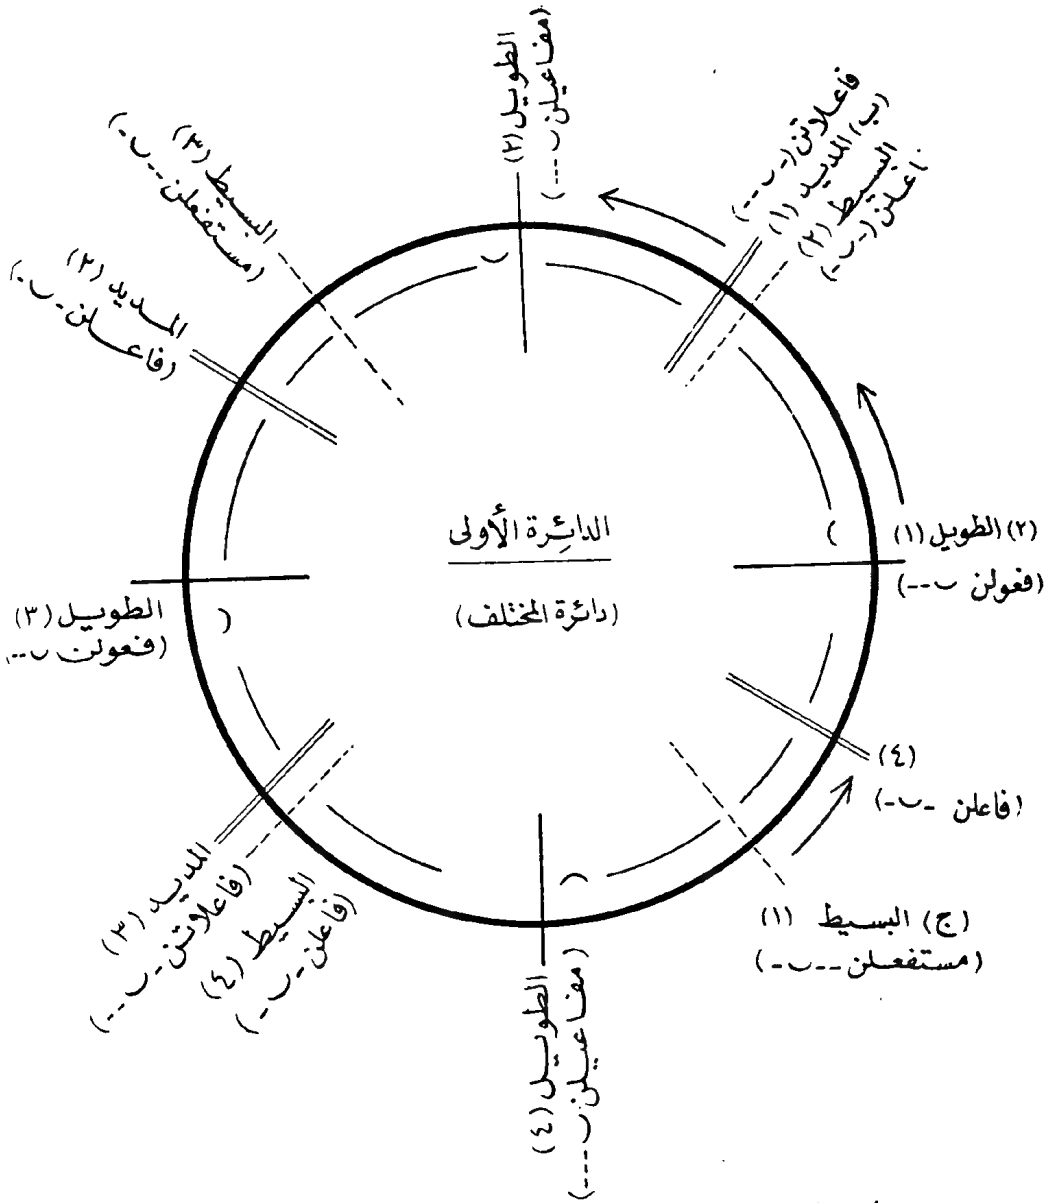 الطويل (٢)
(مفاعيلن ب---)
فاعلاتن (-ب--)
(ب) المديد (١)
البسيط (٢)
(-ب-)
البسيط (٣)
(مستفعلن --ب-)
المديد (٢)
(فاعلن -ب-)
الدائرة الأولى
(دائرة المختلف)
(٢) الطويل (١)
(فعولن ب--)
الطويل (٣)
(فعولن ب--)
(٤)
(فاعلن -ب-)
(ج) البسيط (١)
(مستفعلن --ب-)
المديد (٣)
(فاعلاتن -ب--)
البسيط (٤)
(فاعلن -ب-)
الطويل (٤)
(مفاعيلن ب---)